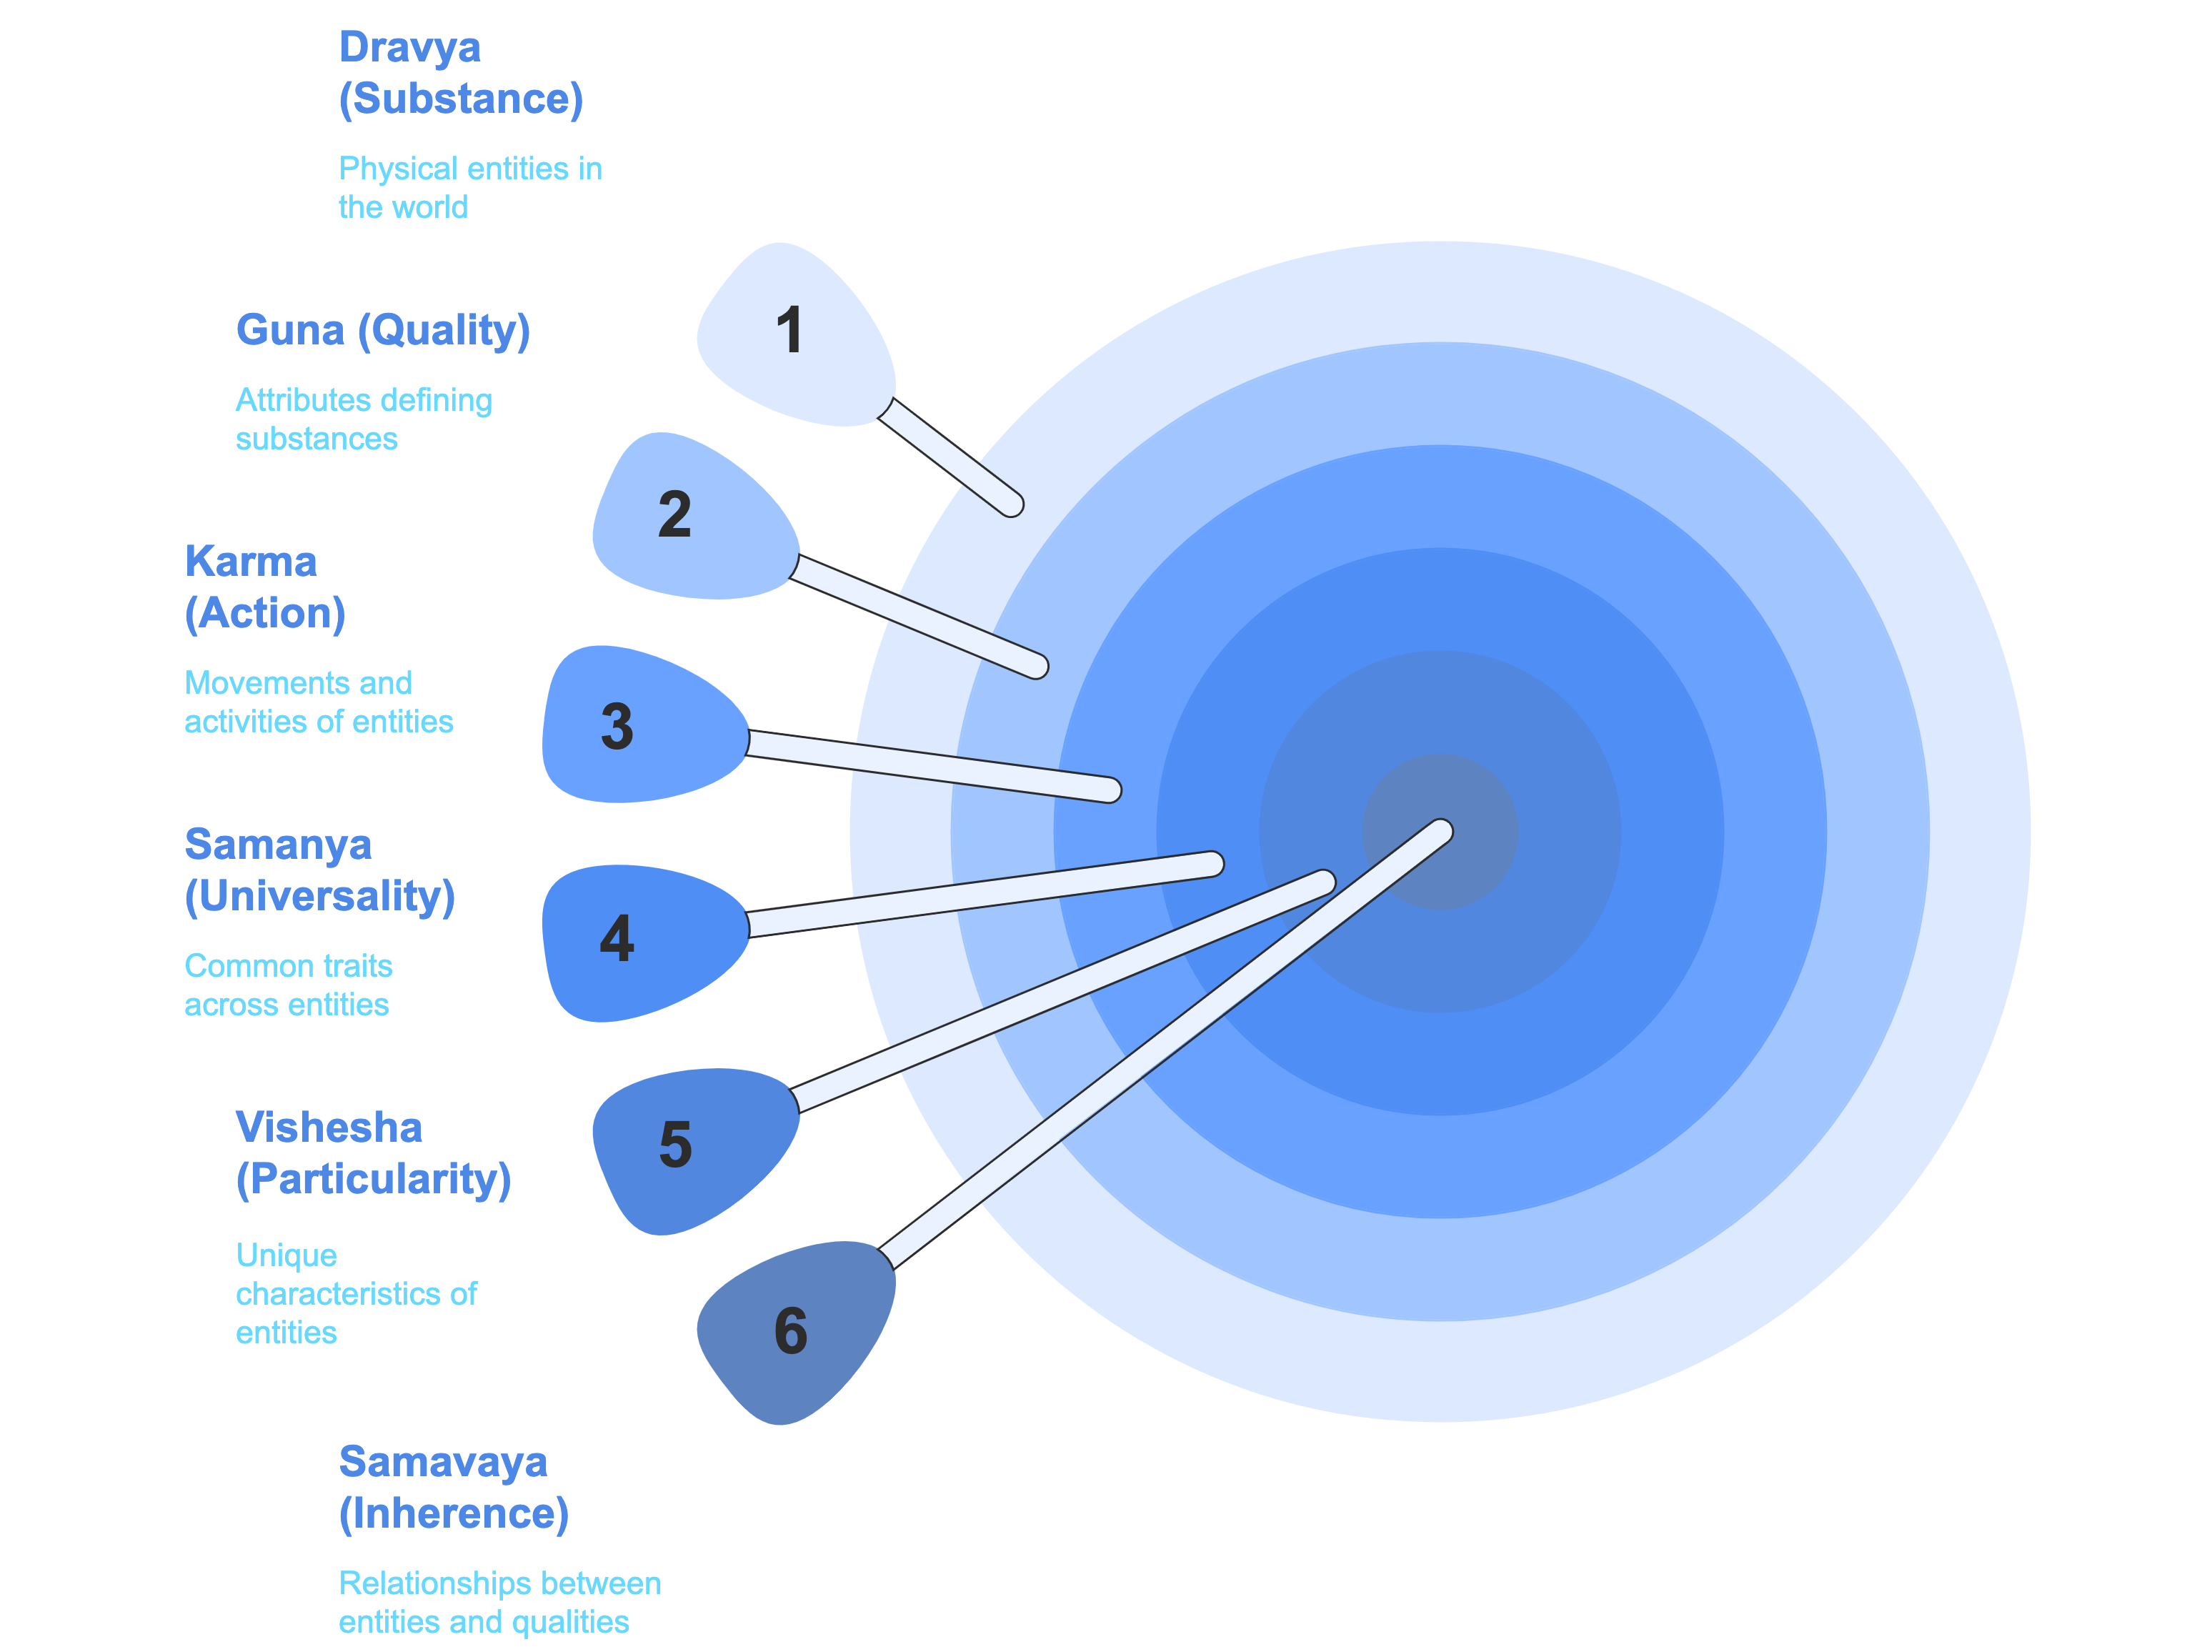 Dravya
(Substance)
Physical entities in
the world
1
Guna (Quality)
Attributes defining
substances
2
Karma
(Action)
Movements and
activities of entities
3
Samanya
(Universality)
Common traits
across entities
4
Vishesha
(Particularity)
Unique
characteristics of
entities
5
6
Samavaya
(Inherence)
Relationships between
entities and qualities